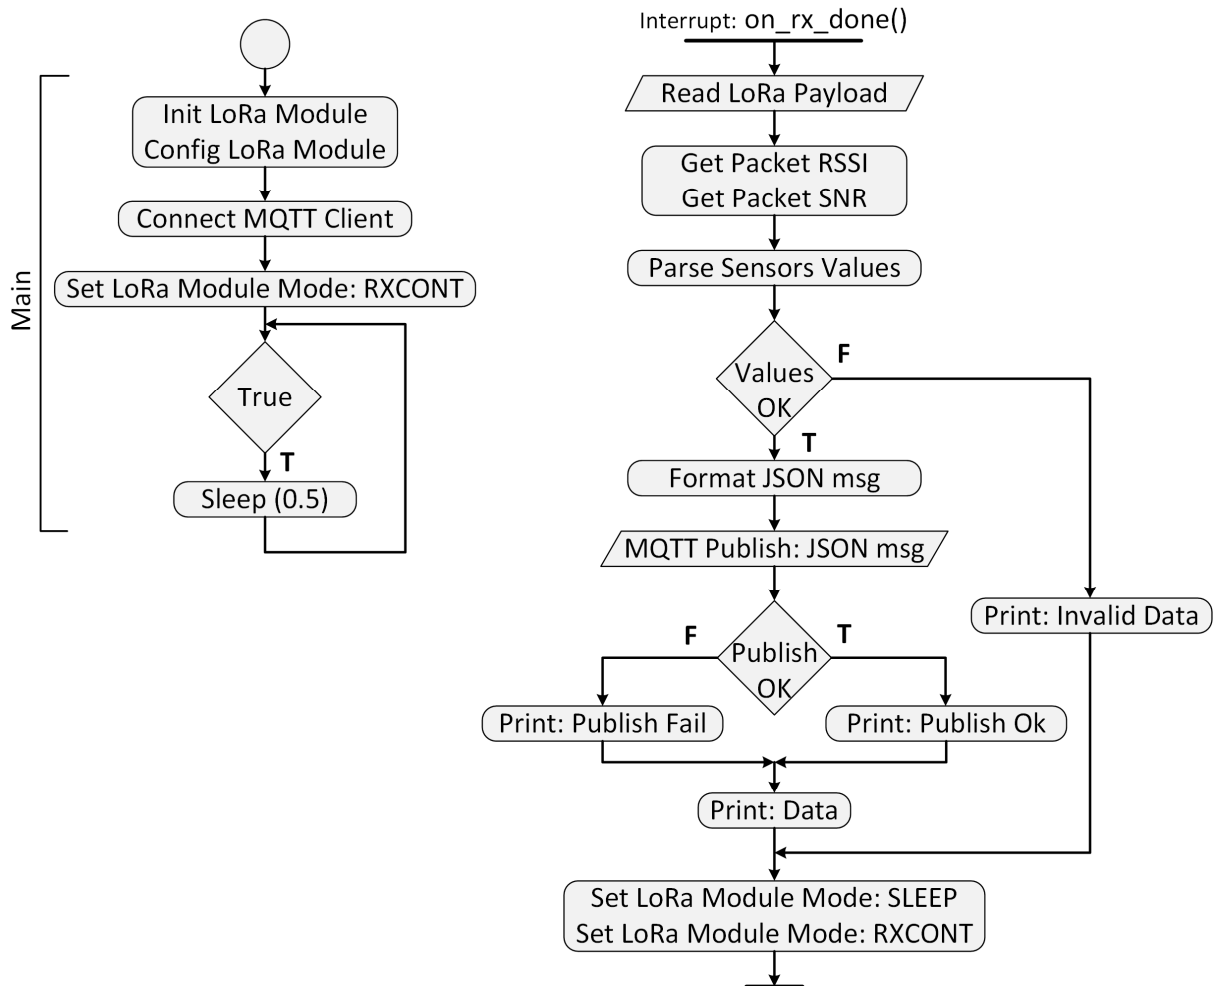 Main
Init LoRa Module
Config LoRa Module
Connect MQTT Client
Set LoRa Module Mode: RXCONT
True
T
Sleep (0.5)
Interrupt: on_rx_done()
Read LoRa Payload
Get Packet RSSI
Get Packet SNR
Parse Sensors Values
Values
OK
F
T
Format JSON msg
MQTT Publish: JSON msg
Publish
OK
F
T
Print: Publish Fail
Print: Publish Ok
Print: Invalid Data
Print: Data
Set LoRa Module Mode: SLEEP
Set LoRa Module Mode: RXCONT